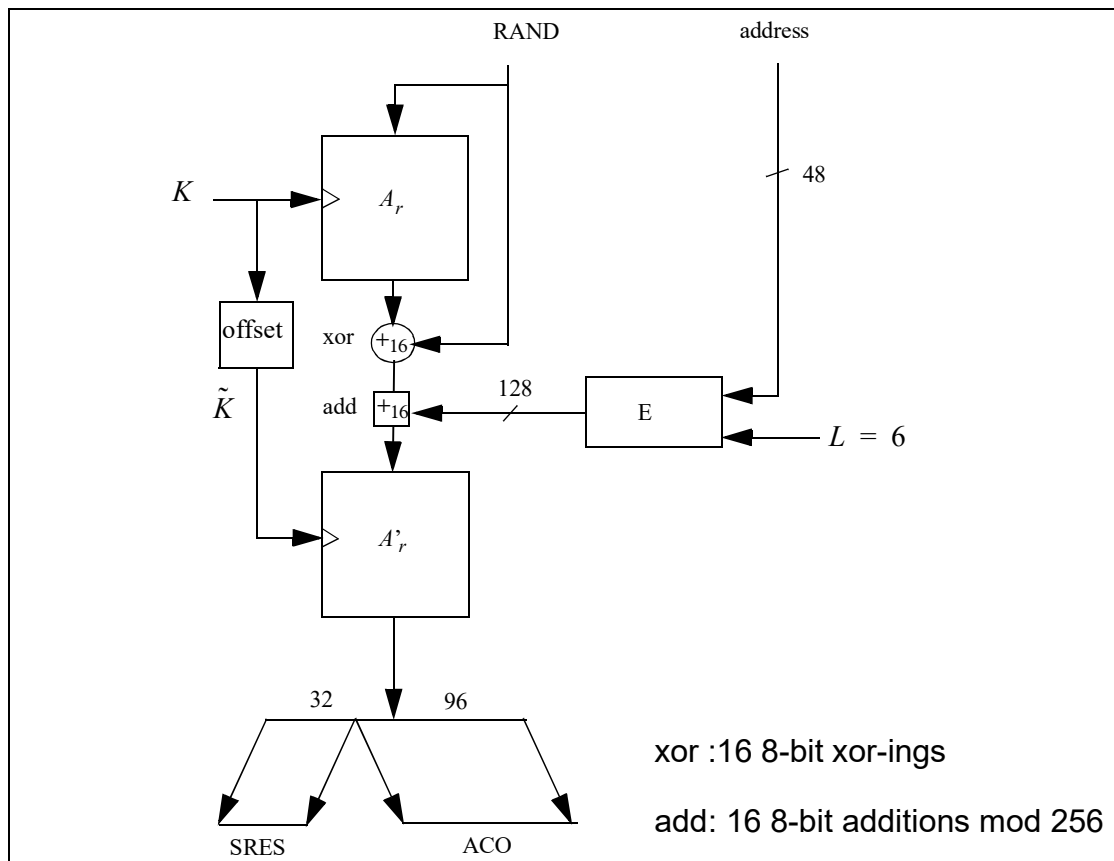 RAND
address
48
K
A_r
offset
xor
+16
K̃
add
+16
128
E
L = 6
A'_r
32
96
SRES
ACO
xor :16 8-bit xor-ings
add: 16 8-bit additions mod 256